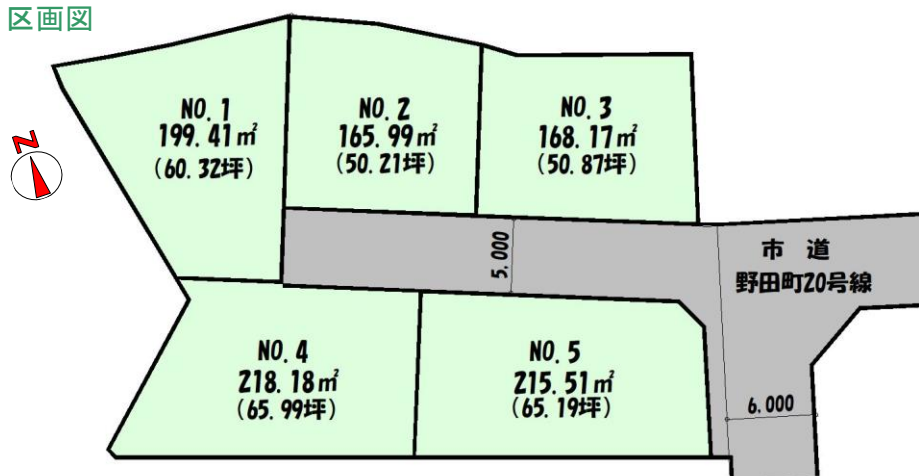 区画図
N
NO. 1
199. 41㎡
(60. 32坪)
NO. 2
165. 99㎡
(50. 21坪)
NO. 3
168. 17㎡
(50. 87坪)
5. 000
市 道
野田町20号線
NO. 4
218. 18㎡
(65. 99坪)
NO. 5
215. 51㎡
(65. 19坪)
6. 000